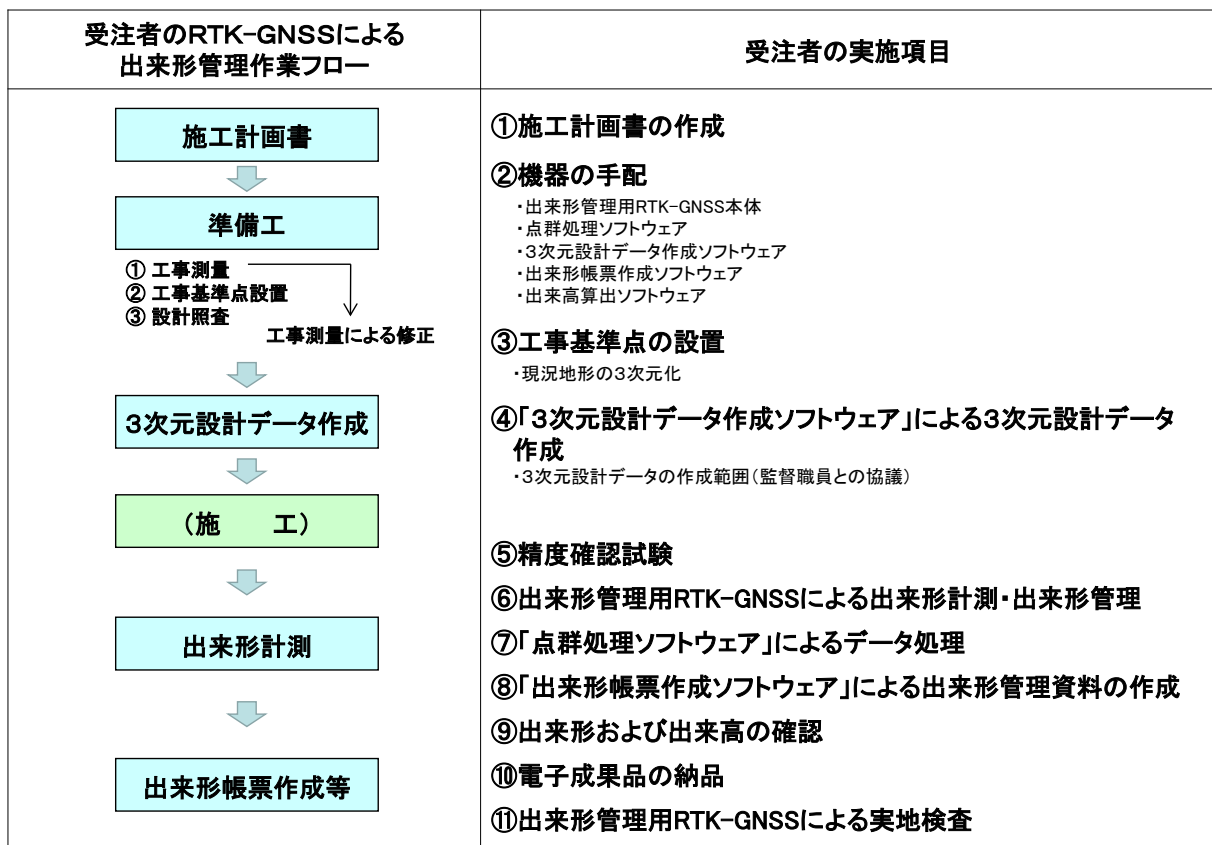 受注者のRTK-GNSSによる
出来形管理作業フロー
受注者の実施項目
施工計画書
準備工
① 工事測量
② 工事基準点設置
③ 設計照査
工事測量による修正
3次元設計データ作成
(施　　工)
出来形計測
出来形帳票作成等
①施工計画書の作成
②機器の手配
・出来形管理用RTK-GNSS本体
・点群処理ソフトウェア
・3次元設計データ作成ソフトウェア
・出来形帳票作成ソフトウェア
・出来高算出ソフトウェア
③工事基準点の設置
・現況地形の3次元化
④「3次元設計データ作成ソフトウェア」による3次元設計データ
作成
・3次元設計データの作成範囲(監督職員との協議)
⑤精度確認試験
⑥出来形管理用RTK-GNSSによる出来形計測・出来形管理
⑦「点群処理ソフトウェア」によるデータ処理
⑧「出来形帳票作成ソフトウェア」による出来形管理資料の作成
⑨出来形および出来高の確認
⑩電子成果品の納品
⑪出来形管理用RTK-GNSSによる実地検査